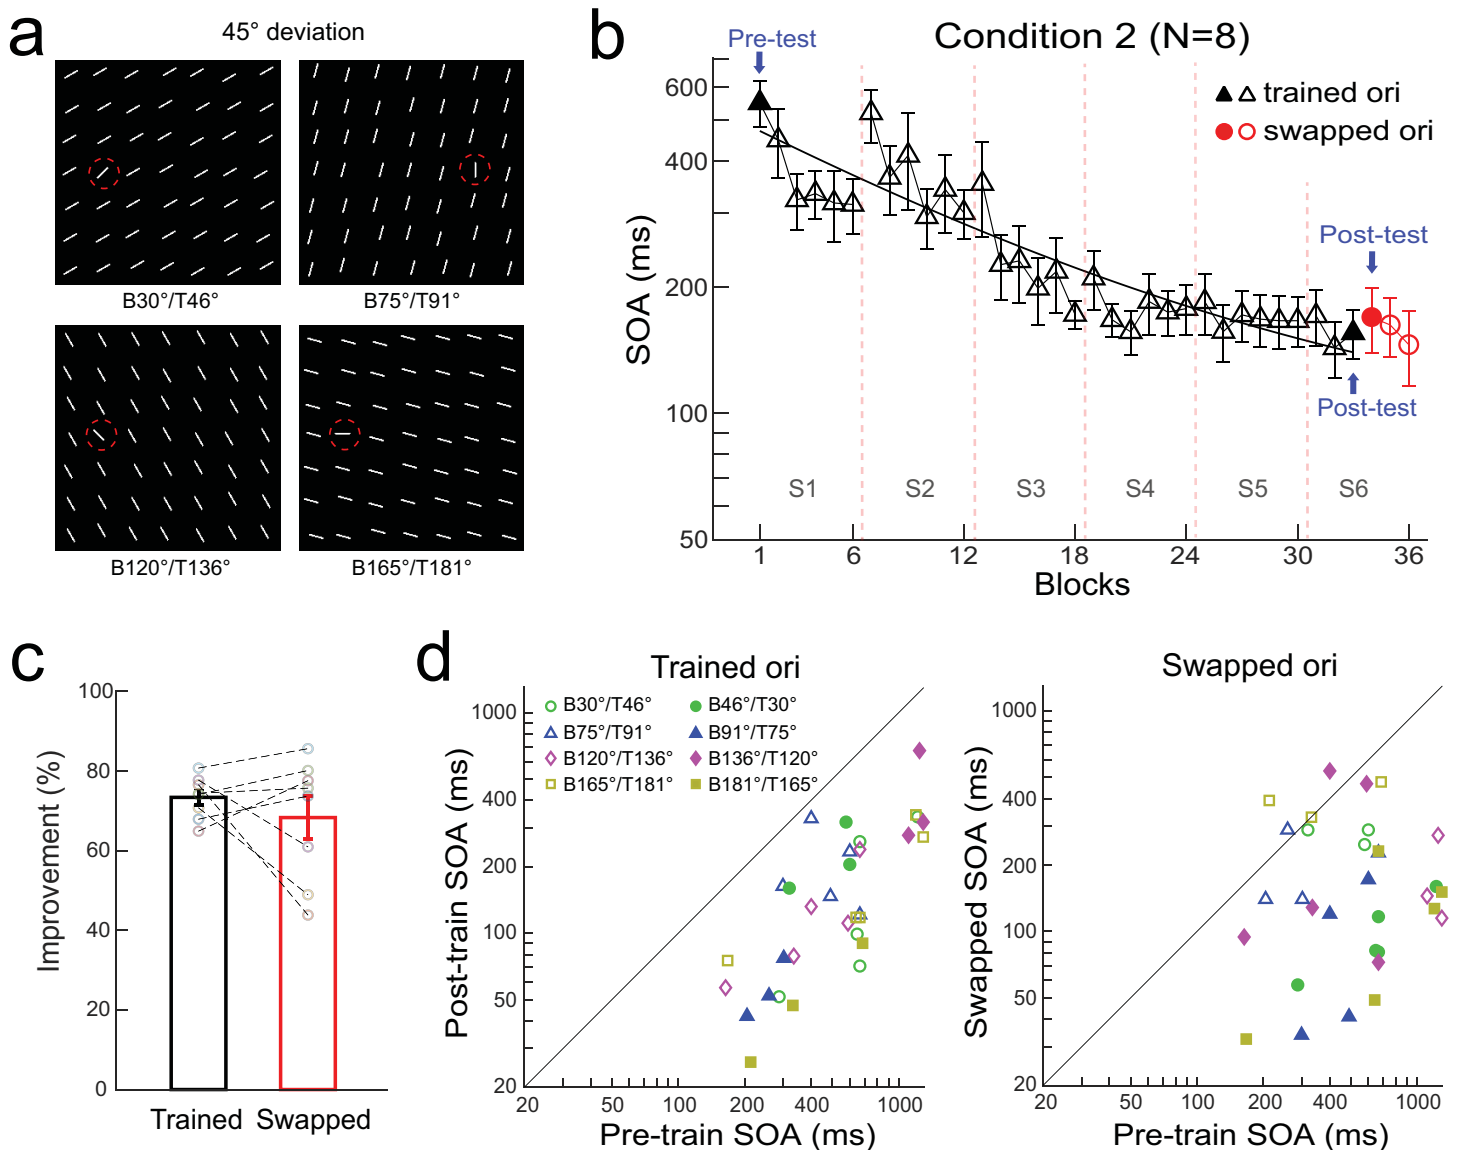 a
45° deviation
B30°/T46°
B75°/T91°
B120°/T136°
B165°/T181°
b
Condition 2 (N=8)
Pre-test
trained ori
swapped ori
Post-test
Post-test
SOA (ms)
600
400
200
100
50
S1 S2 S3 S4 S5 S6
1 6 12 18 24 30 36
Blocks
c
Improvement (%)
100
80
60
40
20
0
Trained Swapped
d
Trained ori
B30°/T46° B46°/T30°
B75°/T91° B91°/T75°
B120°/T136° B136°/T120°
B165°/T181° B181°/T165°
Post-train SOA (ms)
1000
400
200
100
50
20
20 50 100 200 400 1000
Pre-train SOA (ms)
Swapped ori
Swapped SOA (ms)
1000
400
200
100
50
20
20 50 100 200 400 1000
Pre-train SOA (ms)